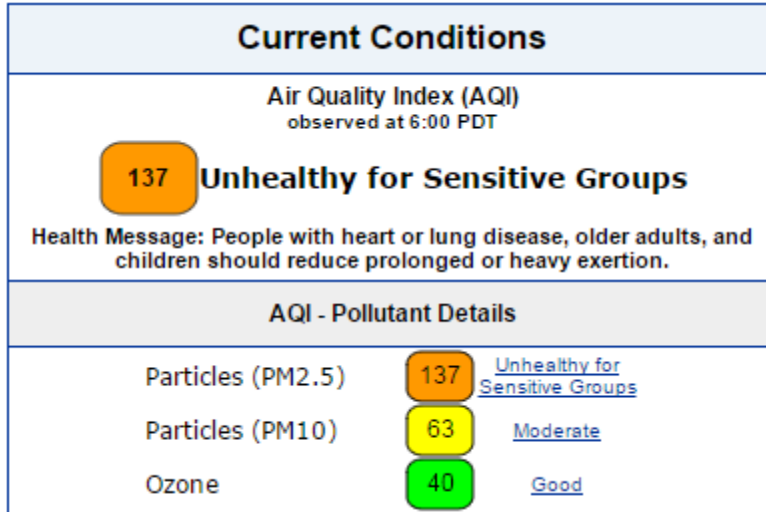 Current Conditions
Air Quality Index (AQI)
observed at 6:00 PDT
137 Unhealthy for Sensitive Groups
Health Message: People with heart or lung disease, older adults, and
children should reduce prolonged or heavy exertion.
AQI - Pollutant Details
Particles (PM2.5) 137 Unhealthy for
Sensitive Groups
Particles (PM10) 63 Moderate
Ozone 40 Good